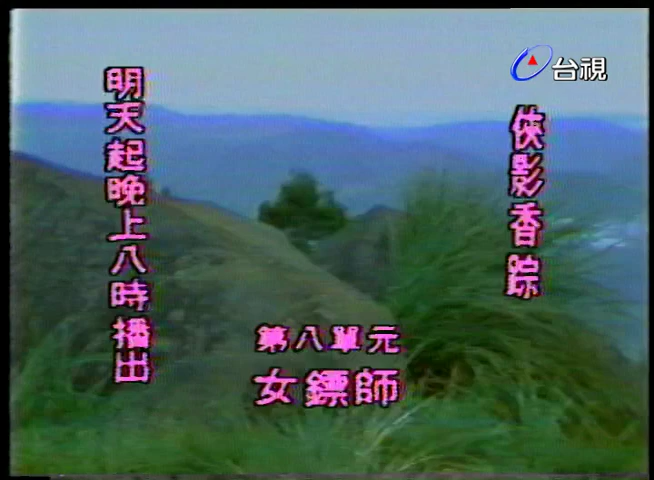 台視
俠影香踪
第八單元
女鏢師
明天起晚上八時播出